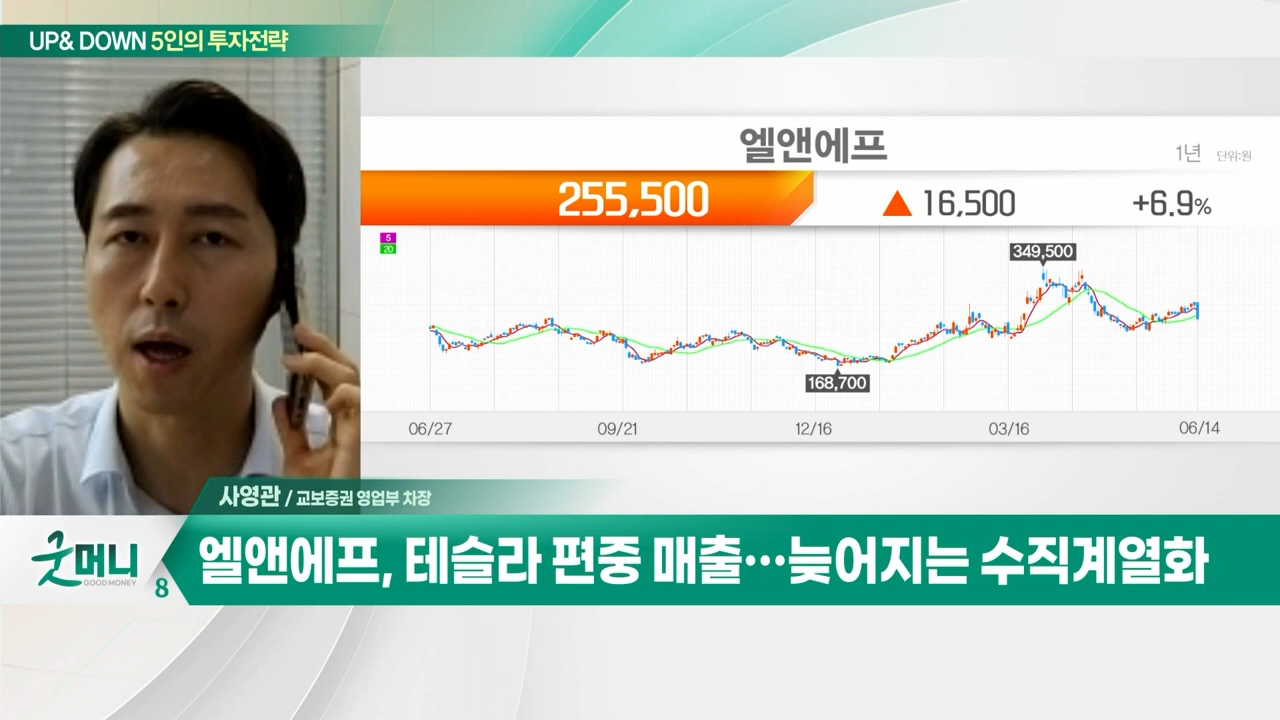 UP& DOWN 5인의 투자전략
엘앤에프
1년 단위:원
255,500 ▲ 16,500 +6.9%
5
20
349,500
168,700
06/27 09/21 12/16 03/16 06/14
사영관 / 교보증권 영업부 차장
굿머니
GOOD MONEY
8
엘앤에프, 테슬라 편중 매출…늦어지는 수직계열화